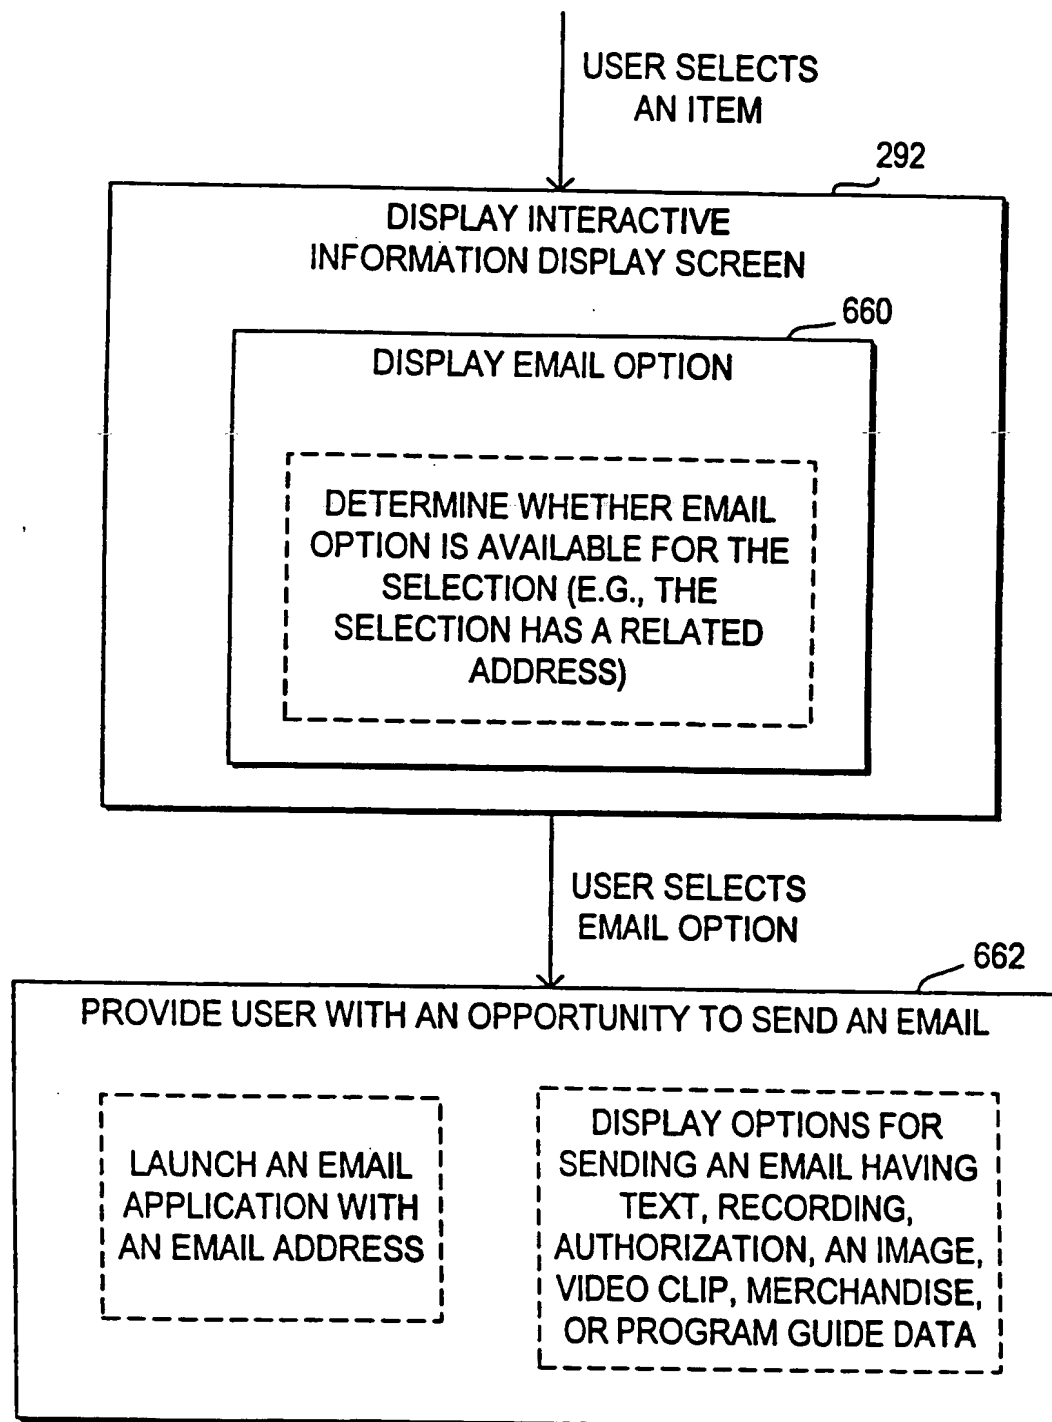 USER SELECTS
AN ITEM
292
DISPLAY INTERACTIVE
INFORMATION DISPLAY SCREEN
660
DISPLAY EMAIL OPTION
DETERMINE WHETHER EMAIL
OPTION IS AVAILABLE FOR THE
SELECTION (E.G., THE
SELECTION HAS A RELATED
ADDRESS)
USER SELECTS
EMAIL OPTION
662
PROVIDE USER WITH AN OPPORTUNITY TO SEND AN EMAIL
LAUNCH AN EMAIL
APPLICATION WITH
AN EMAIL ADDRESS
DISPLAY OPTIONS FOR
SENDING AN EMAIL HAVING
TEXT, RECORDING,
AUTHORIZATION, AN IMAGE,
VIDEO CLIP, MERCHANDISE,
OR PROGRAM GUIDE DATA